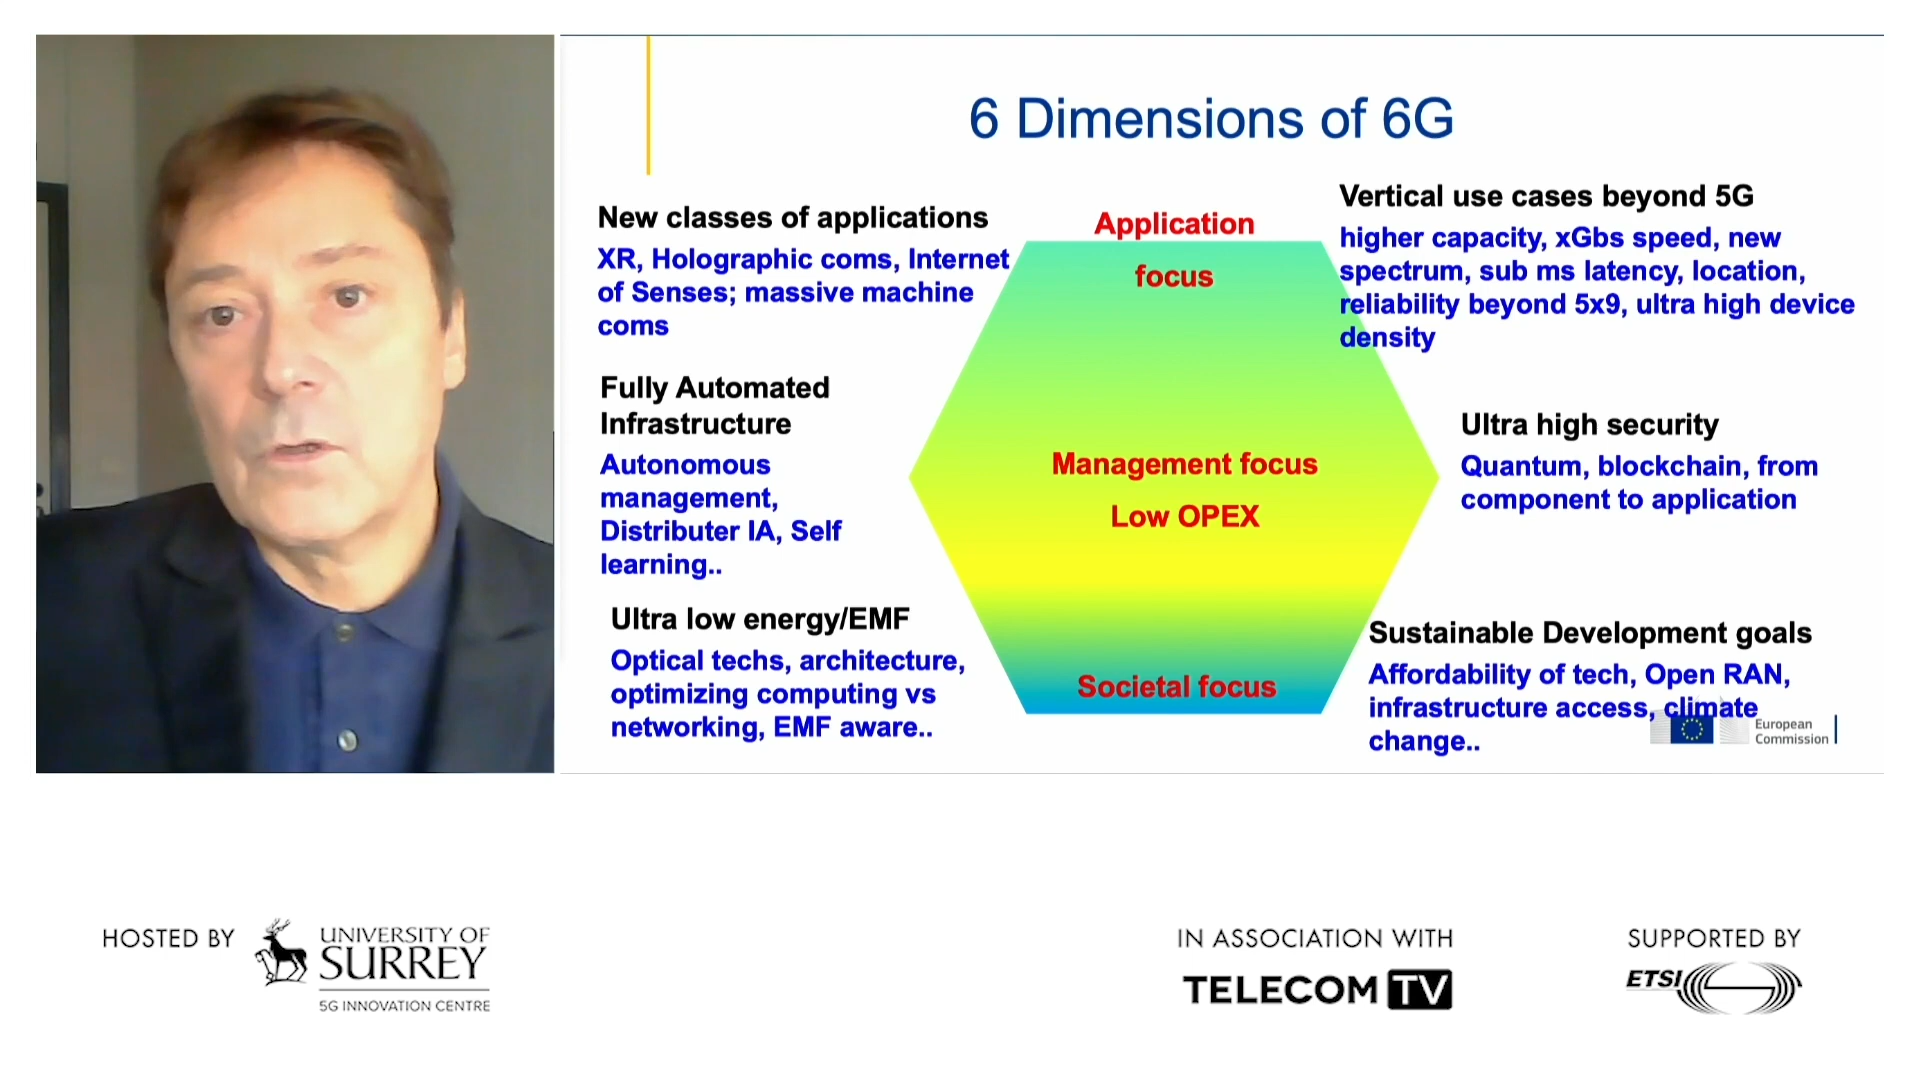 6 Dimensions of 6G
New classes of applications
XR, Holographic coms, Internet
of Senses; massive machine
coms
Application
focus
Vertical use cases beyond 5G
higher capacity, xGbs speed, new
spectrum, sub ms latency, location,
reliability beyond 5x9, ultra high device
density
Fully Automated
Infrastructure
Autonomous
management,
Distributer IA, Self
learning..
Management focus
Low OPEX
Ultra high security
Quantum, blockchain, from
component to application
Ultra low energy/EMF
Optical techs, architecture,
optimizing computing vs
networking, EMF aware..
Societal focus
Sustainable Development goals
Affordability of tech, Open RAN,
infrastructure access, climate
change..
European
Commission
HOSTED BY
UNIVERSITY OF
SURREY
5G INNOVATION CENTRE
IN ASSOCIATION WITH
TELECOM TV
SUPPORTED BY
ETSI